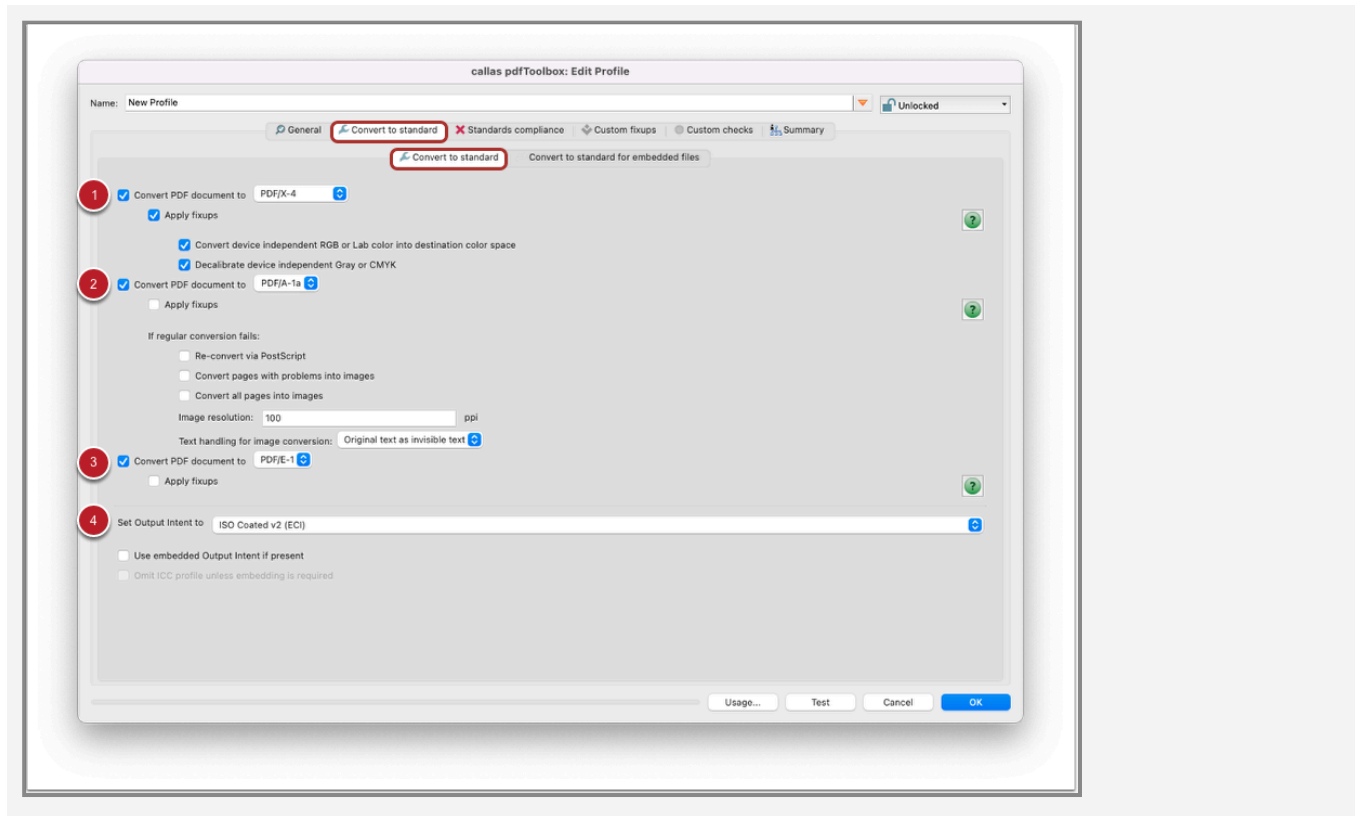 callas pdfToolbox: Edit Profile
Name: New Profile Unlocked
General Convert to standard Standards compliance Custom fixups Custom checks Summary
Convert to standard Convert to standard for embedded files
1 Convert PDF document to PDF/X-4
Apply fixups
?
Convert device independent RGB or Lab color into destination color space
Decalibrate device independent Gray or CMYK
2 Convert PDF document to PDF/A-1a
Apply fixups
?
If regular conversion fails:
Re-convert via PostScript
Convert pages with problems into images
Convert all pages into images
Image resolution: 100 ppi
Text handling for image conversion: Original text as invisible text
3 Convert PDF document to PDF/E-1
Apply fixups
?
4 Set Output Intent to ISO Coated v2 (ECI)
Use embedded Output Intent if present
Omit ICC profile unless embedding is required
Usage... Test Cancel OK